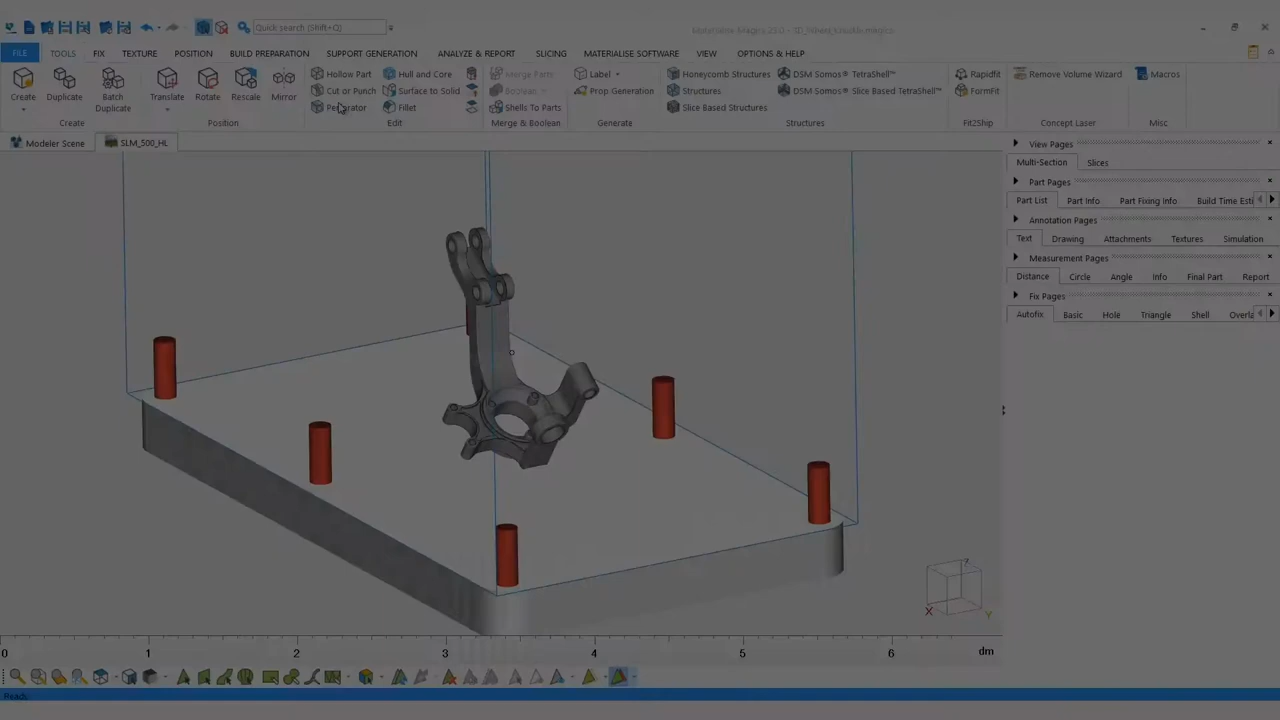 Quick search (Shift+Q)
FILE TOOLS FIX TEXTURE POSITION BUILD PREPARATION SUPPORT GENERATION ANALYZE & REPORT SLICING MATERIALISE SOFTWARE VIEW OPTIONS & HELP
Create
Duplicate
Batch Duplicate
Create
Translate
Rotate
Rescale
Mirror
Position
Hollow Part
Cut or Punch
Perforator
Hull and Core
Surface to Solid
Fillet
Edit
Merge Parts
Boolean
Shells To Parts
Merge & Boolean
Label
Prop Generation
Generate
Honeycomb Structures
Structures
Slice Based Structures
DSM Somos® TetraShell™
DSM Somos® Slice Based TetraShell™
Structures
Rapidfit
FormFit
Fit2Ship
Remove Volume Wizard
Concept Laser
Macros
Misc
Modeler Scene SLM_500_HL
View Pages
Multi-Section Slices
Part Pages
Part List Part Info Part Fixing Info Build Time Esti
Annotation Pages
Text Drawing Attachments Textures Simulation
Measurement Pages
Distance Circle Angle Info Final Part Report
Fix Pages
Autofix Basic Hole Triangle Shell Overla
Z
X
Y
0 1 2 3 4 5 6 dm
Ready